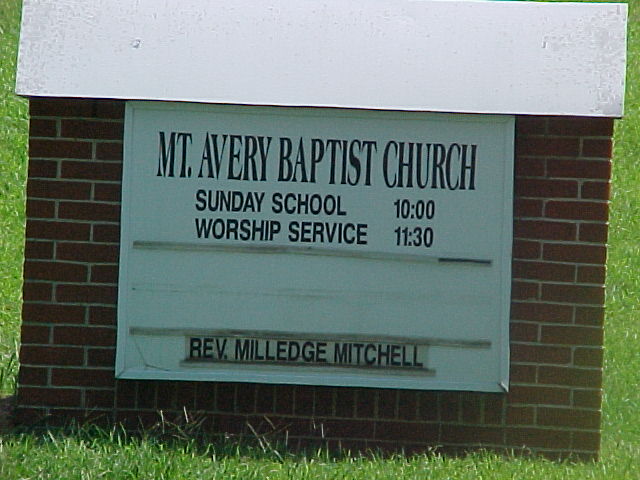 MT. AVERY BAPTIST CHURCH
SUNDAY SCHOOL 10:00
WORSHIP SERVICE 11:30
REV. MILLEDGE MITCHELL